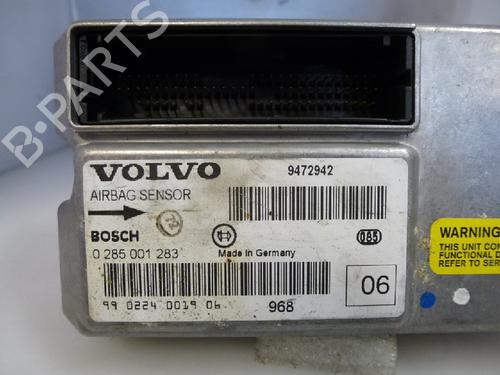 B-PARTS
VOLVO
9472942
AIRBAG SENSOR
BOSCH
085
0 285 001 283
Made in Germany
06
99 0224 0019 06
968
WARNING
THIS UNIT CON
FUNCTIONAL D
REFER TO SER